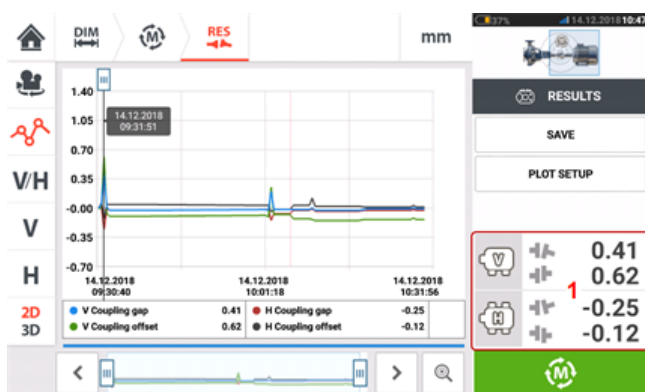 DIM
M
RES
mm
37%
14.12.2018 10:47
RESULTS
SAVE
PLOT SETUP
V/H
V
H
2D
3D
1.40
1.05
0.70
0.35
-0.00
-0.35
-0.70
14.12.2018
09:31:51
14.12.2018
09:30:40
14.12.2018
10:01:18
14.12.2018
10:31:56
V Coupling gap 0.41
H Coupling gap -0.25
V Coupling offset 0.62
H Coupling offset -0.12
V
0.41
0.62
1
H
-0.25
-0.12
M